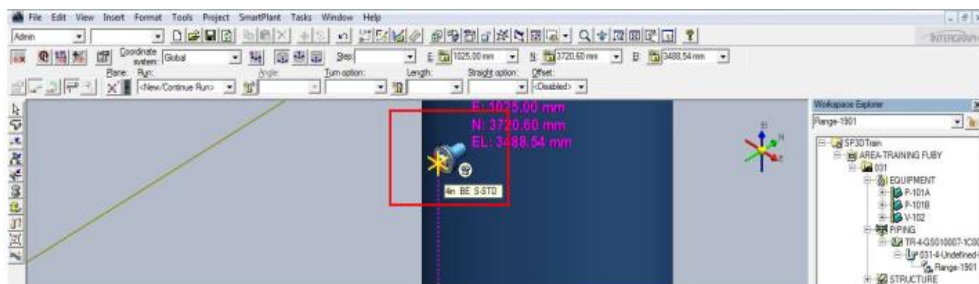 File Edit View Insert Format Tools Project SmartPlant Tasks Window Help
Admin
INTERGRAPH
Coordinate system: Global Step: E: 1025.00 mm N: 3720.60 mm El: 3488.54 mm
Plane: Run: Angle: Turn option: Length: Straight option: Offset:
<New/Continue Run> <Disabled>
E: 1025.00 mm
N: 3720.60 mm
EL: 3488.54 mm
4in BE S-STD
Workspace Explorer
Flange-1901
SP3DTrain
AREA-TRAINING FUBY
031
EQUIPMENT
P-101A
P-101B
V-102
PIPING
TR-4-GS010007-1C00
031-4-Undefined-
Flange-1901
STRUCTURE